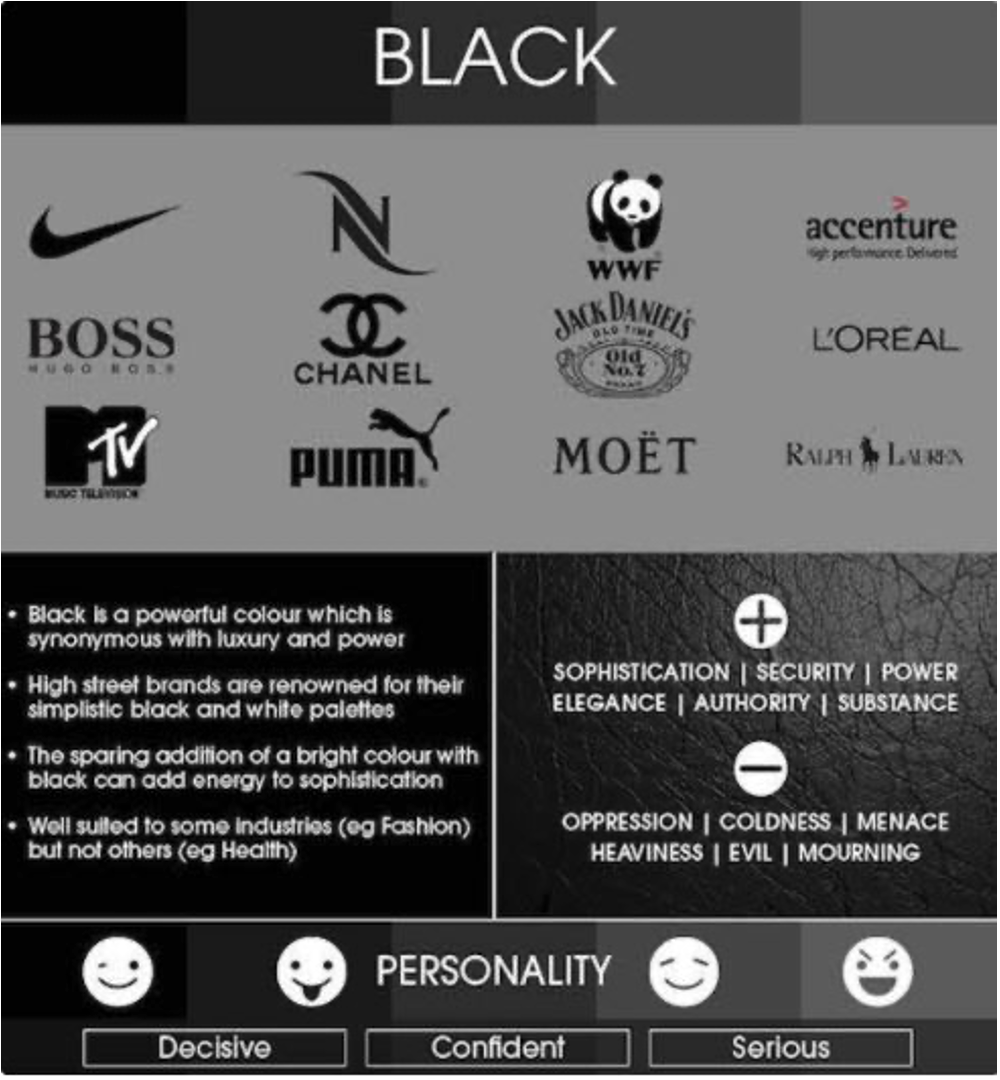 BLACK
N
WWF
>
accenture
High performance. Delivered.
BOSS
HUGO BOSS
CHANEL
JACK DANIEL'S
OLD TIME
Old
No.7
BRAND
L'ORÉAL
MTV
MUSIC TELEVISION
PUMA®
MOËT
RALPH LAUREN
• Black is a powerful colour which is
synonymous with luxury and power
• High street brands are renowned for their
simplistic black and white palettes
• The sparing addition of a bright colour with
black can add energy to sophistication
• Well suited to some industries (eg Fashion)
but not others (eg Health)
+
SOPHISTICATION | SECURITY | POWER
ELEGANCE | AUTHORITY | SUBSTANCE
−
OPPRESSION | COLDNESS | MENACE
HEAVINESS | EVIL | MOURNING
PERSONALITY
Decisive
Confident
Serious